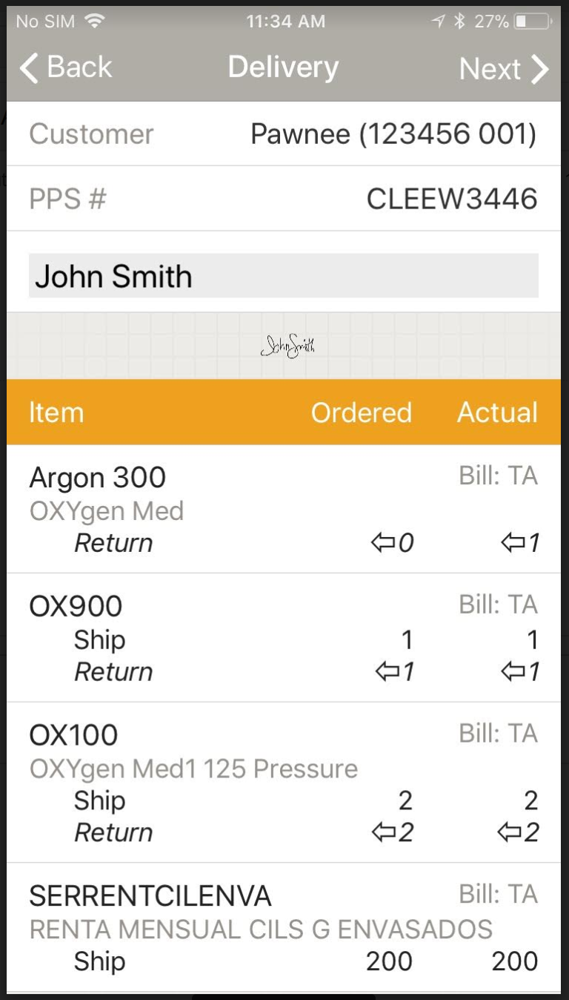 No SIM 11:34 AM 27%
Back Delivery Next
Customer Pawnee (123456 001)
PPS # CLEEW3446
John Smith
John Smith
Item Ordered Actual
Argon 300 Bill: TA
OXYgen Med
Return ⇦0 ⇦1
OX900 Bill: TA
Ship 1 1
Return ⇦1 ⇦1
OX100 Bill: TA
OXYgen Med1 125 Pressure
Ship 2 2
Return ⇦2 ⇦2
SERRENTCILENVA Bill: TA
RENTA MENSUAL CILS G ENVASADOS
Ship 200 200